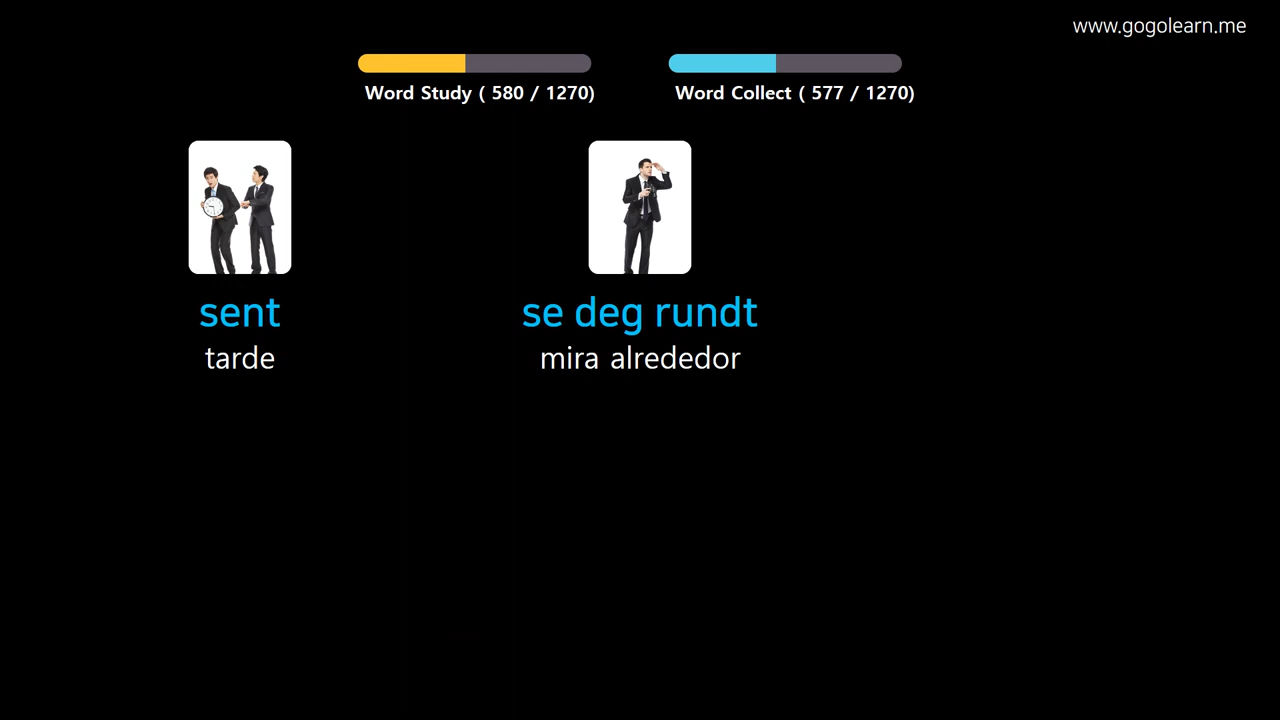 www.gogolearn.me
Word Study ( 580 / 1270)
Word Collect ( 577 / 1270)
sent
tarde
se deg rundt
mira alrededor